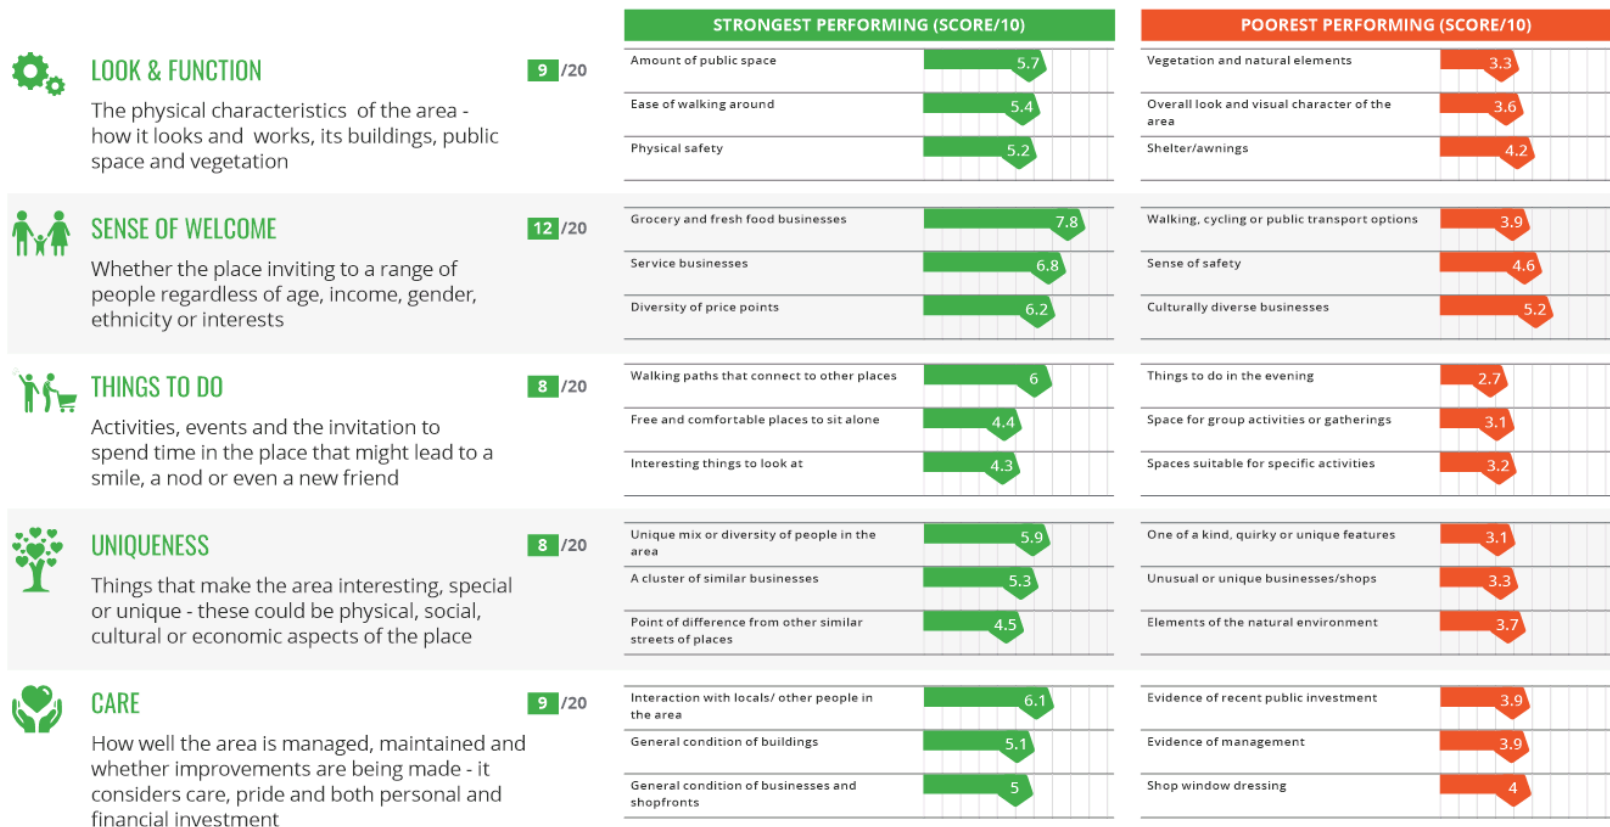 STRONGEST PERFORMING (SCORE/10)
POOREST PERFORMING (SCORE/10)
LOOK & FUNCTION
9 /20
The physical characteristics of the area -
how it looks and works, its buildings, public
space and vegetation
Amount of public space
5.7
Ease of walking around
5.4
Physical safety
5.2
Vegetation and natural elements
3.3
Overall look and visual character of the
area
3.6
Shelter/awnings
4.2
SENSE OF WELCOME
12 /20
Whether the place inviting to a range of
people regardless of age, income, gender,
ethnicity or interests
Grocery and fresh food businesses
7.8
Service businesses
6.8
Diversity of price points
6.2
Walking, cycling or public transport options
3.9
Sense of safety
4.6
Culturally diverse businesses
5.2
THINGS TO DO
8 /20
Activities, events and the invitation to
spend time in the place that might lead to a
smile, a nod or even a new friend
Walking paths that connect to other places
6
Free and comfortable places to sit alone
4.4
Interesting things to look at
4.3
Things to do in the evening
2.7
Space for group activities or gatherings
3.1
Spaces suitable for specific activities
3.2
UNIQUENESS
8 /20
Things that make the area interesting, special
or unique - these could be physical, social,
cultural or economic aspects of the place
Unique mix or diversity of people in the
area
5.9
A cluster of similar businesses
5.3
Point of difference from other similar
streets of places
4.5
One of a kind, quirky or unique features
3.1
Unusual or unique businesses/shops
3.3
Elements of the natural environment
3.7
CARE
9 /20
How well the area is managed, maintained and
whether improvements are being made - it
considers care, pride and both personal and
financial investment
Interaction with locals/ other people in
the area
6.1
General condition of buildings
5.1
General condition of businesses and
shopfronts
5
Evidence of recent public investment
3.9
Evidence of management
3.9
Shop window dressing
4